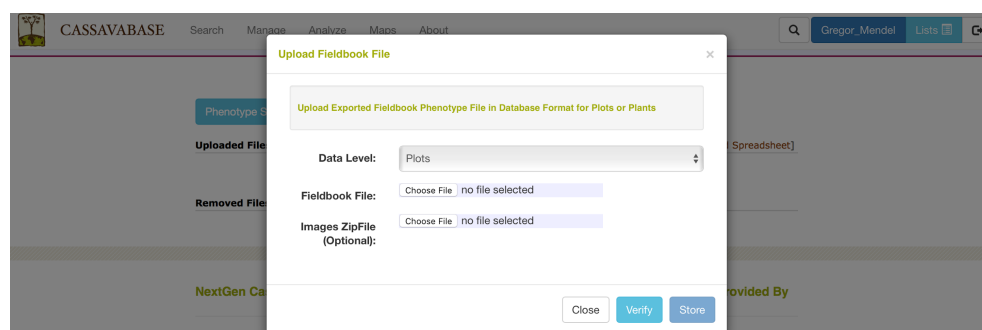 CASSAVABASE Search Manage Analyze Maps About Gregor_Mendel Lists
Upload Fieldbook File ×
Upload Exported Fieldbook Phenotype File in Database Format for Plots or Plants
Phenotype S
Uploaded File Spreadsheet]
Data Level: Plots
Fieldbook File: Choose File no file selected
Removed File
Images ZipFile Choose File no file selected
(Optional):
NextGen Ca rovided By
Close Verify Store